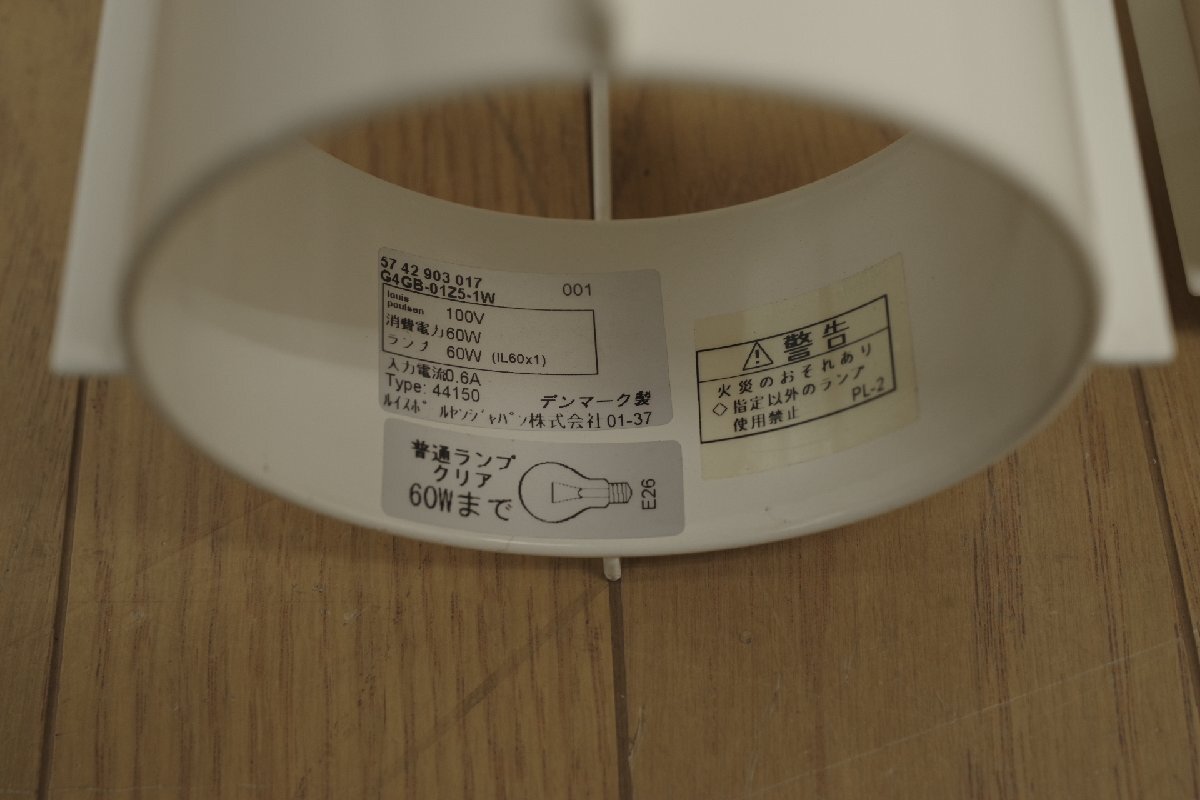 57 42 903 017
G4GB-01Z5-1W
001
louis
poulsen
100V
消費電力60W
ランプ 60W (IL60x1)
入力電流0.6A
Type: 44150
デンマーク製
ルイスポールセンジャパン株式会社 01-37
普通ランプ
クリア
60Wまで
E26
警告
火災のおそれあり
◇指定以外のランプ
使用禁止
PL-2